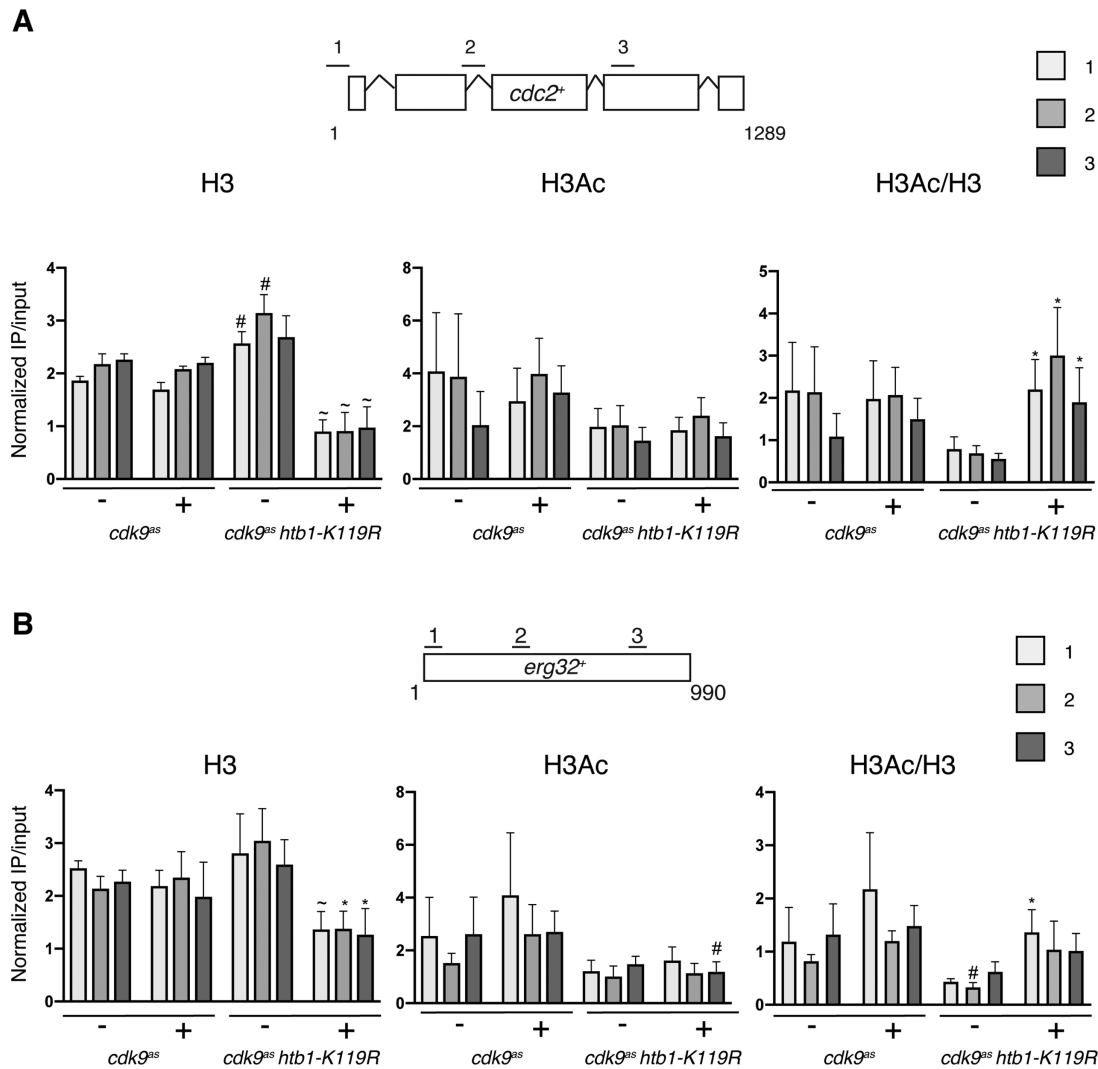 A
1 2 3
cdc2+
1 1289
1
2
3
H3 H3Ac H3Ac/H3
Normalized IP/input
4
3
2
1
0
# #
~ ~ ~
- + - +
cdk9as cdk9as htb1-K119R
8
6
4
2
0
- + - +
cdk9as cdk9as htb1-K119R
5
4
3
2
1
0
* * *
- + - +
cdk9as cdk9as htb1-K119R
B
1 2 3
erg32+
1 990
1
2
3
H3 H3Ac H3Ac/H3
Normalized IP/input
4
3
2
1
0
~ * *
- + - +
cdk9as cdk9as htb1-K119R
8
6
4
2
0
#
- + - +
cdk9as cdk9as htb1-K119R
4
3
2
1
0
# *
- + - +
cdk9as cdk9as htb1-K119R